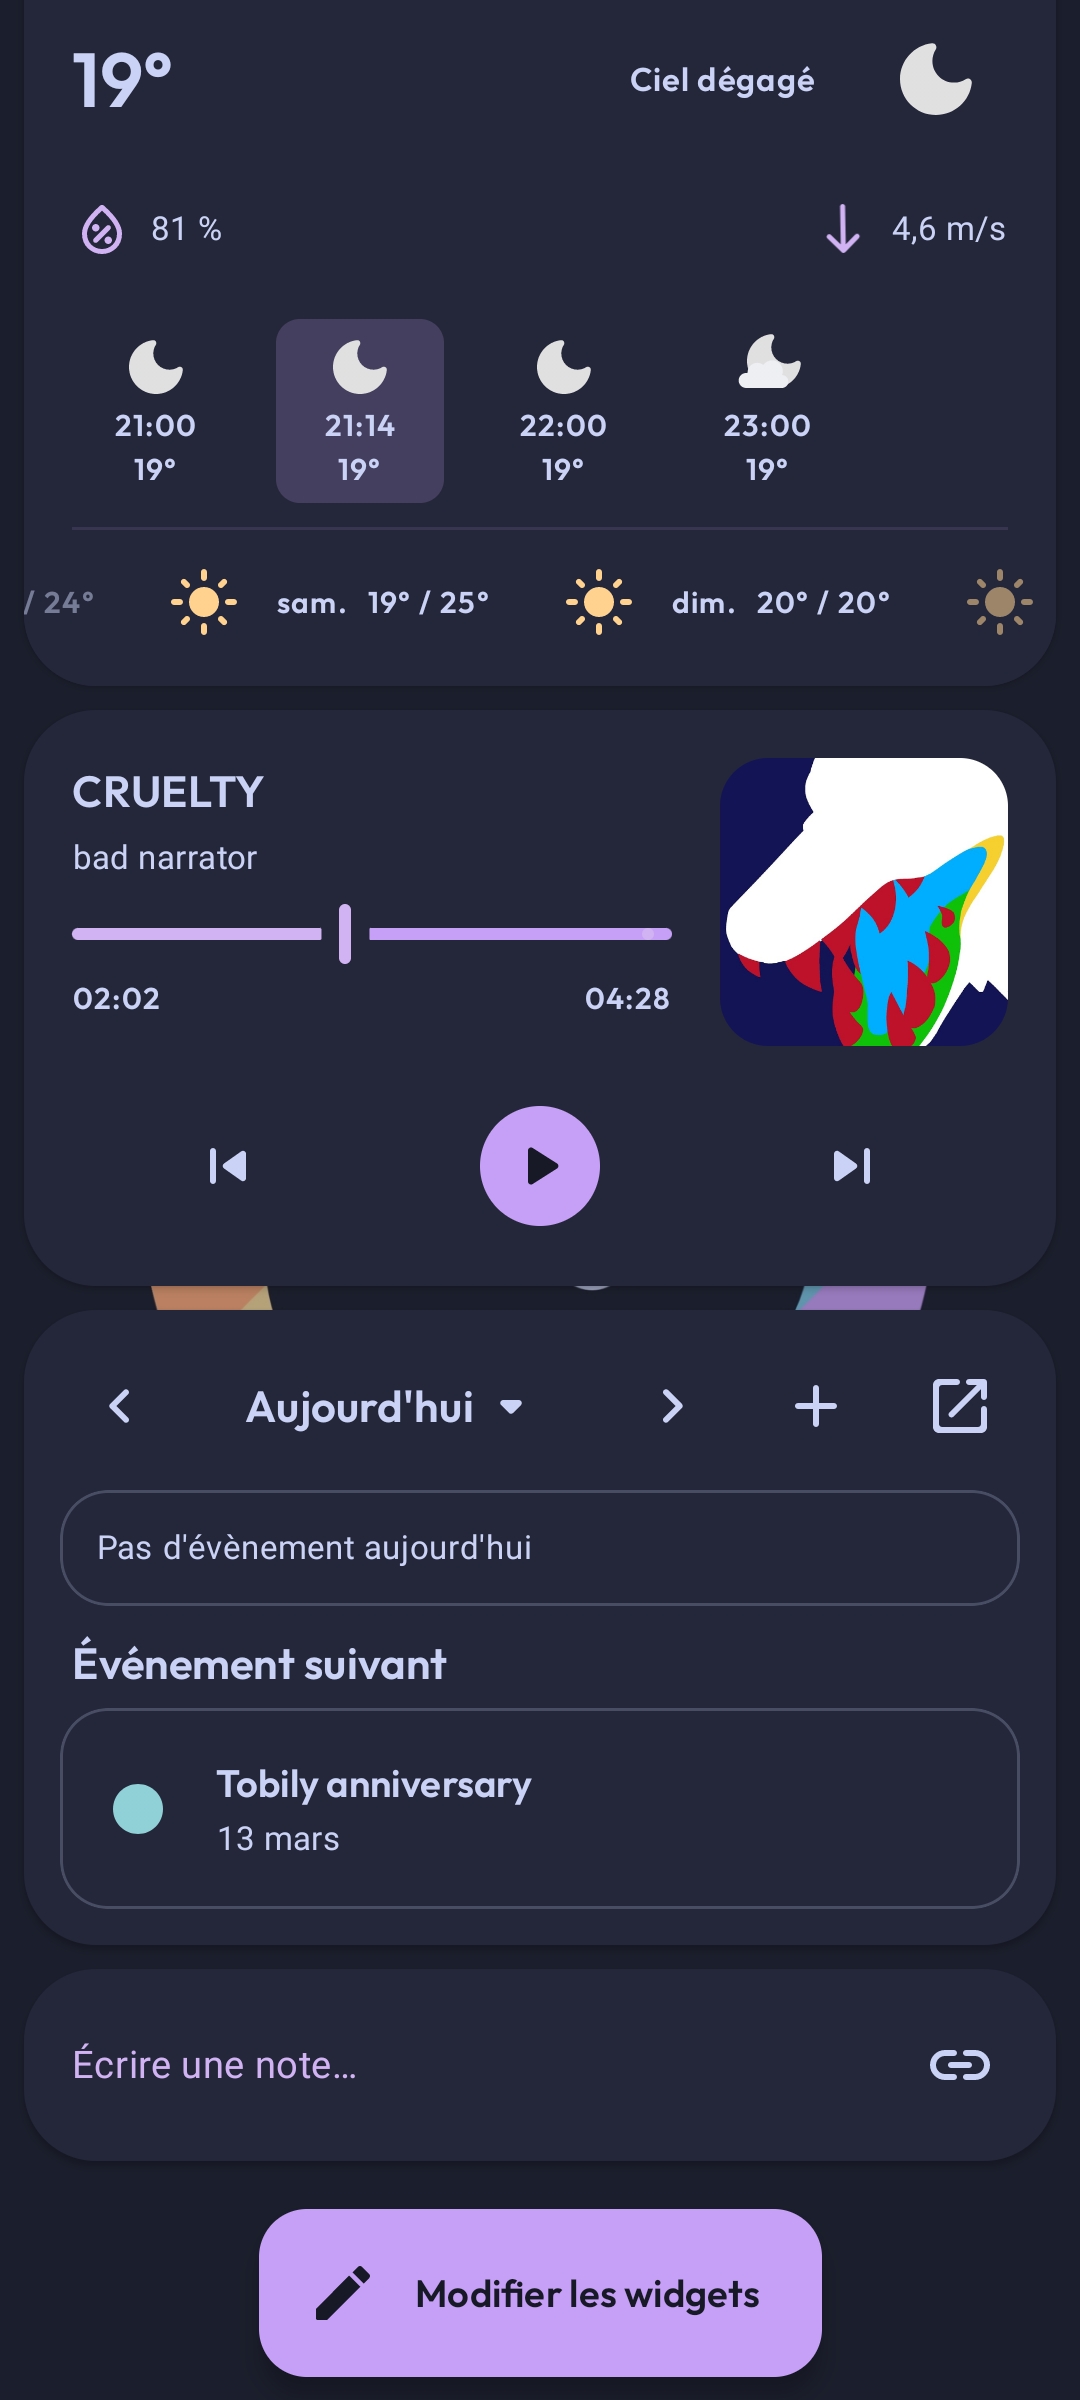 19°
Ciel dégagé
81 %
4,6 m/s
21:00 21:14 22:00 23:00
19° 19° 19° 19°
/ 24° sam. 19° / 25° dim. 20° / 20°
CRUELTY
bad narrator
02:02 04:28
Aujourd'hui
Pas d'évènement aujourd'hui
Événement suivant
Tobily anniversary
13 mars
Écrire une note…
Modifier les widgets